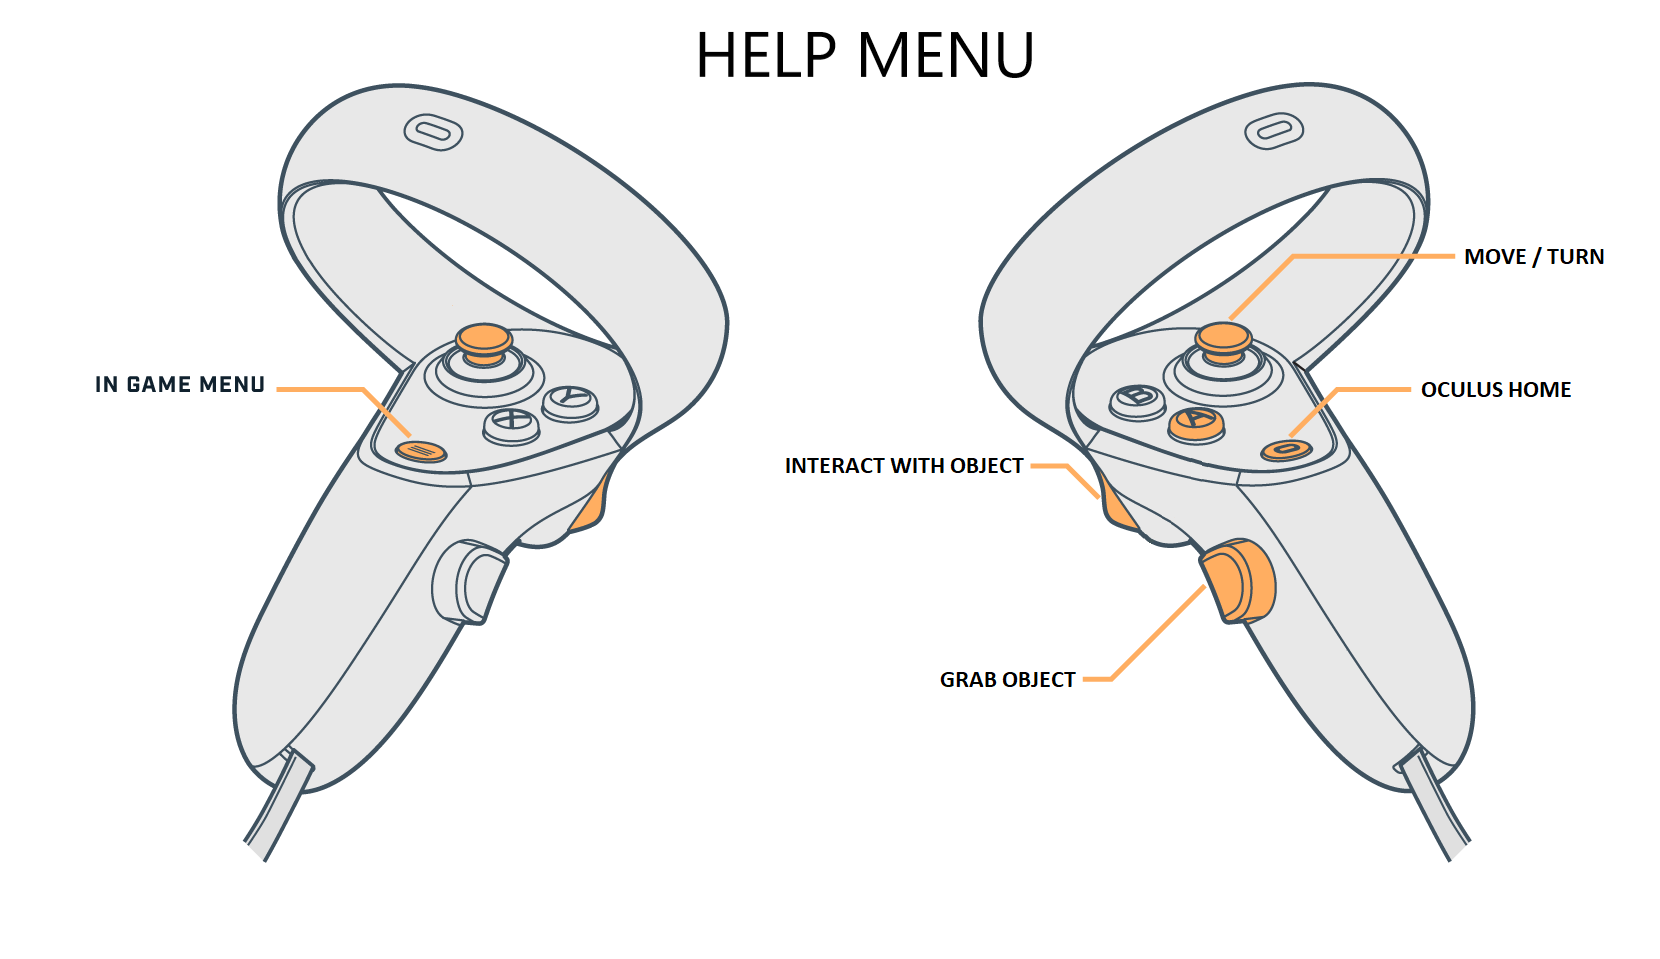 HELP MENU
MOVE / TURN
IN GAME MENU
OCULUS HOME
Y
X
B
A
INTERACT WITH OBJECT
GRAB OBJECT